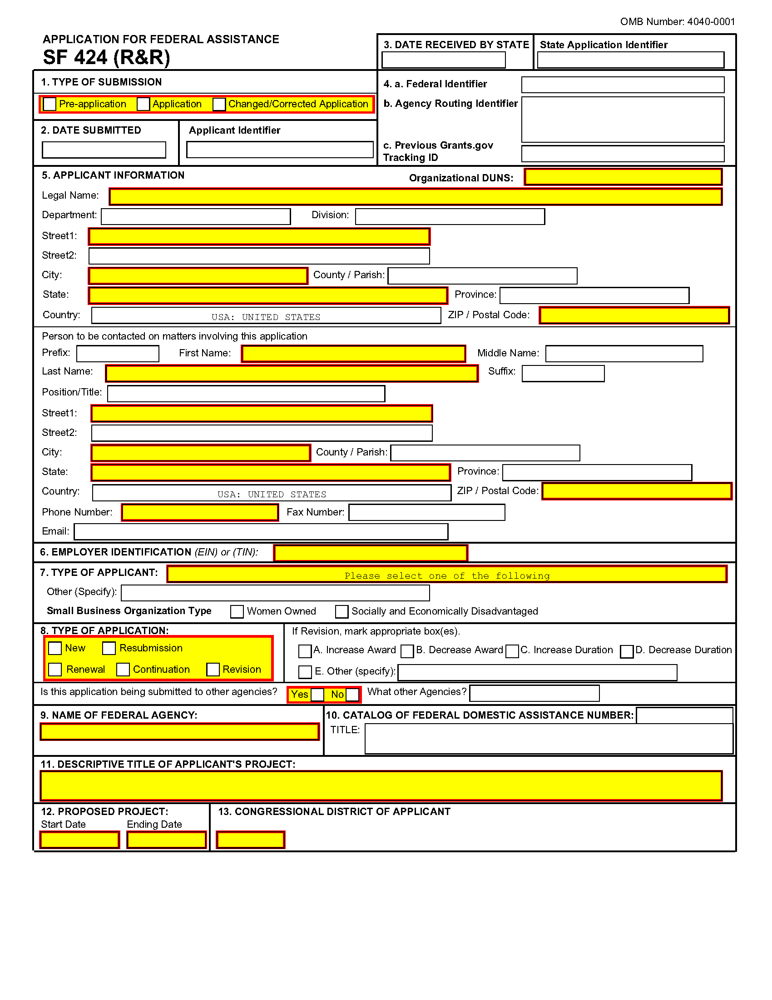 OMB Number: 4040-0001
APPLICATION FOR FEDERAL ASSISTANCE
SF 424 (R&R)
3. DATE RECEIVED BY STATE
State Application Identifier
1. TYPE OF SUBMISSION
Pre-application Application Changed/Corrected Application
2. DATE SUBMITTED
Applicant Identifier
4. a. Federal Identifier
b. Agency Routing Identifier
c. Previous Grants.gov
Tracking ID
5. APPLICANT INFORMATION
Organizational DUNS:
Legal Name:
Department: Division:
Street1:
Street2:
City: County / Parish:
State: Province:
Country: USA: UNITED STATES ZIP / Postal Code:
Person to be contacted on matters involving this application
Prefix: First Name: Middle Name:
Last Name: Suffix:
Position/Title:
Street1:
Street2:
City: County / Parish:
State: Province:
Country: USA: UNITED STATES ZIP / Postal Code:
Phone Number: Fax Number:
Email:
6. EMPLOYER IDENTIFICATION (EIN) or (TIN):
7. TYPE OF APPLICANT: Please select one of the following
Other (Specify):
Small Business Organization Type Women Owned Socially and Economically Disadvantaged
8. TYPE OF APPLICATION:
New Resubmission
Renewal Continuation Revision
If Revision, mark appropriate box(es).
A. Increase Award B. Decrease Award C. Increase Duration D. Decrease Duration
E. Other (specify):
Is this application being submitted to other agencies? Yes No What other Agencies?
9. NAME OF FEDERAL AGENCY:
10. CATALOG OF FEDERAL DOMESTIC ASSISTANCE NUMBER:
TITLE:
11. DESCRIPTIVE TITLE OF APPLICANT'S PROJECT:
12. PROPOSED PROJECT:
Start Date Ending Date
13. CONGRESSIONAL DISTRICT OF APPLICANT